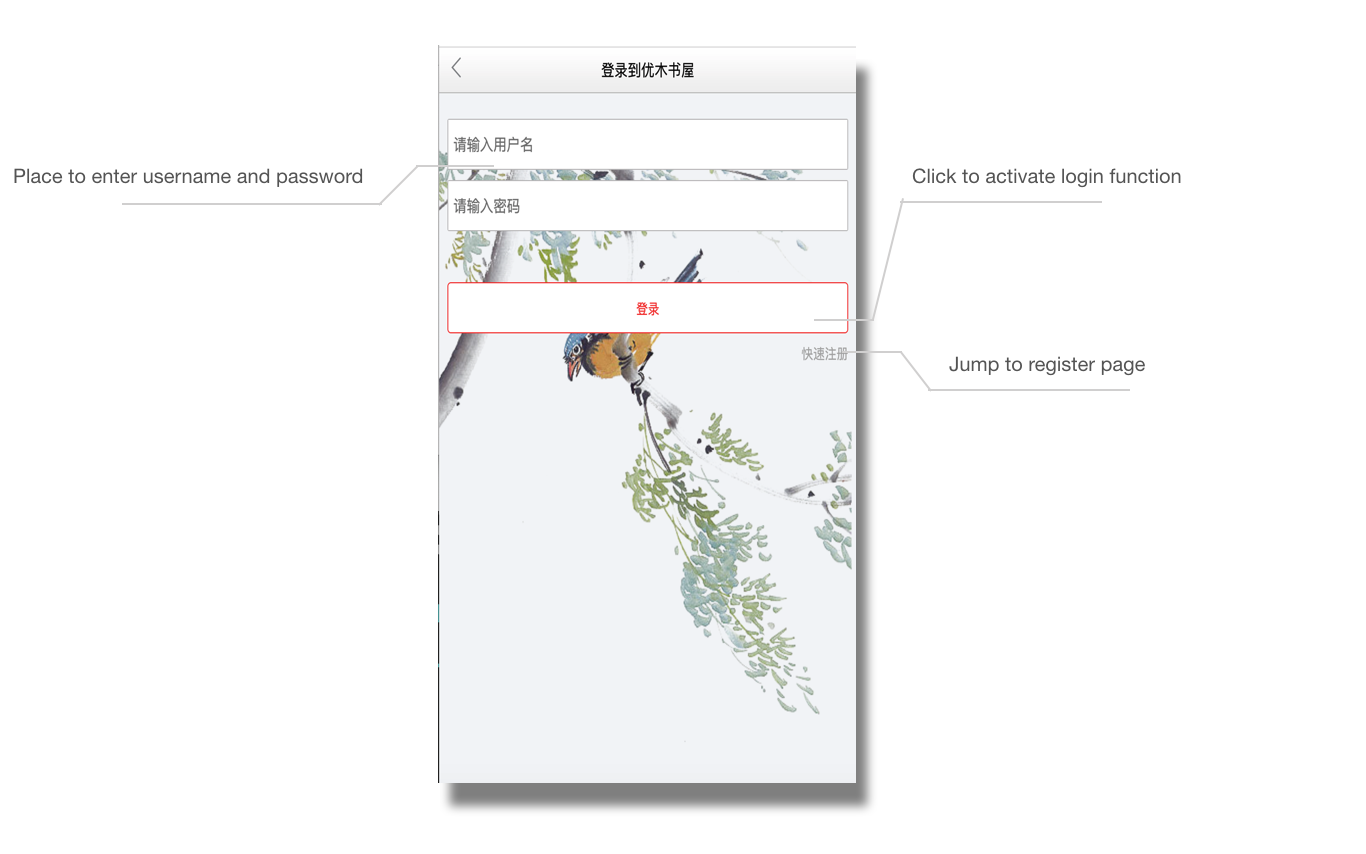 登录到优木书屋
请输入用户名
Place to enter username and password
Click to activate login function
请输入密码
登录
快速注册
Jump to register page